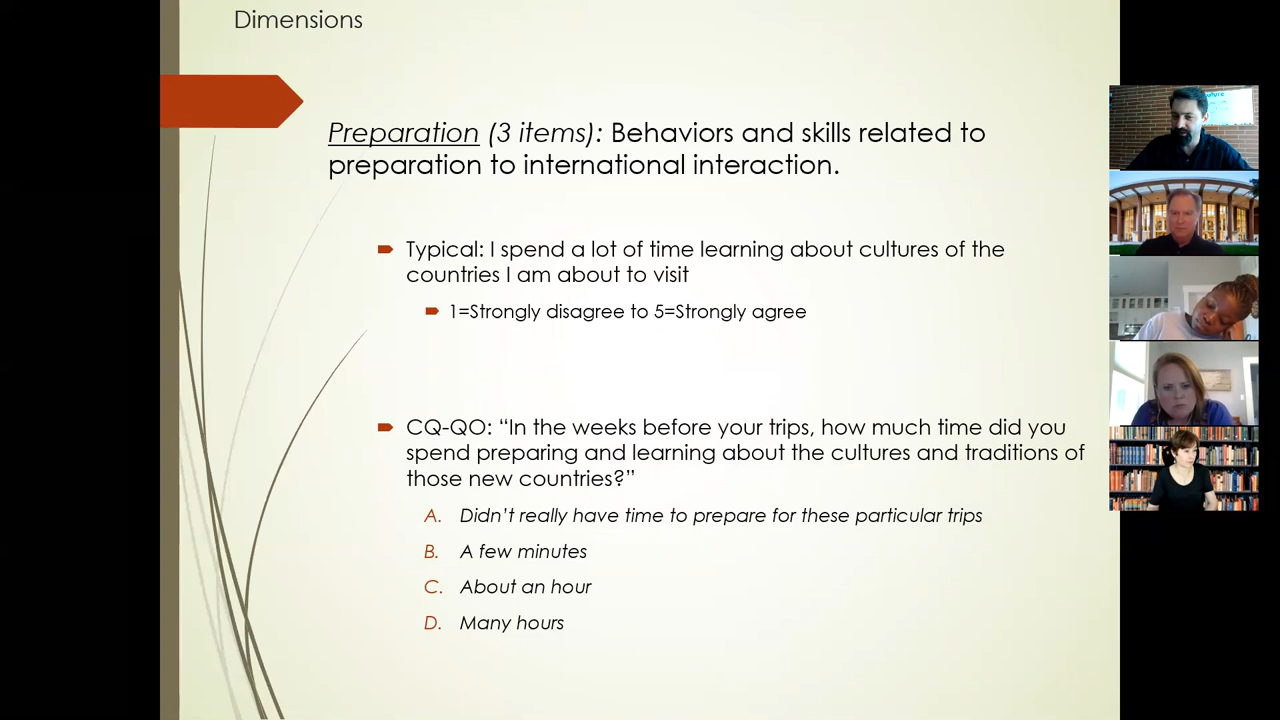 Dimensions
Preparation (3 items): Behaviors and skills related to
preparation to international interaction.
Typical: I spend a lot of time learning about cultures of the
countries I am about to visit
1=Strongly disagree to 5=Strongly agree
CQ-QO: “In the weeks before your trips, how much time did you
spend preparing and learning about the cultures and traditions of
those new countries?”
A. Didn’t really have time to prepare for these particular trips
B. A few minutes
C. About an hour
D. Many hours